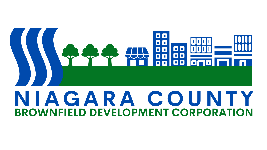 NIAGARA COUNTY
BROWNFIELD DEVELOPMENT CORPORATION